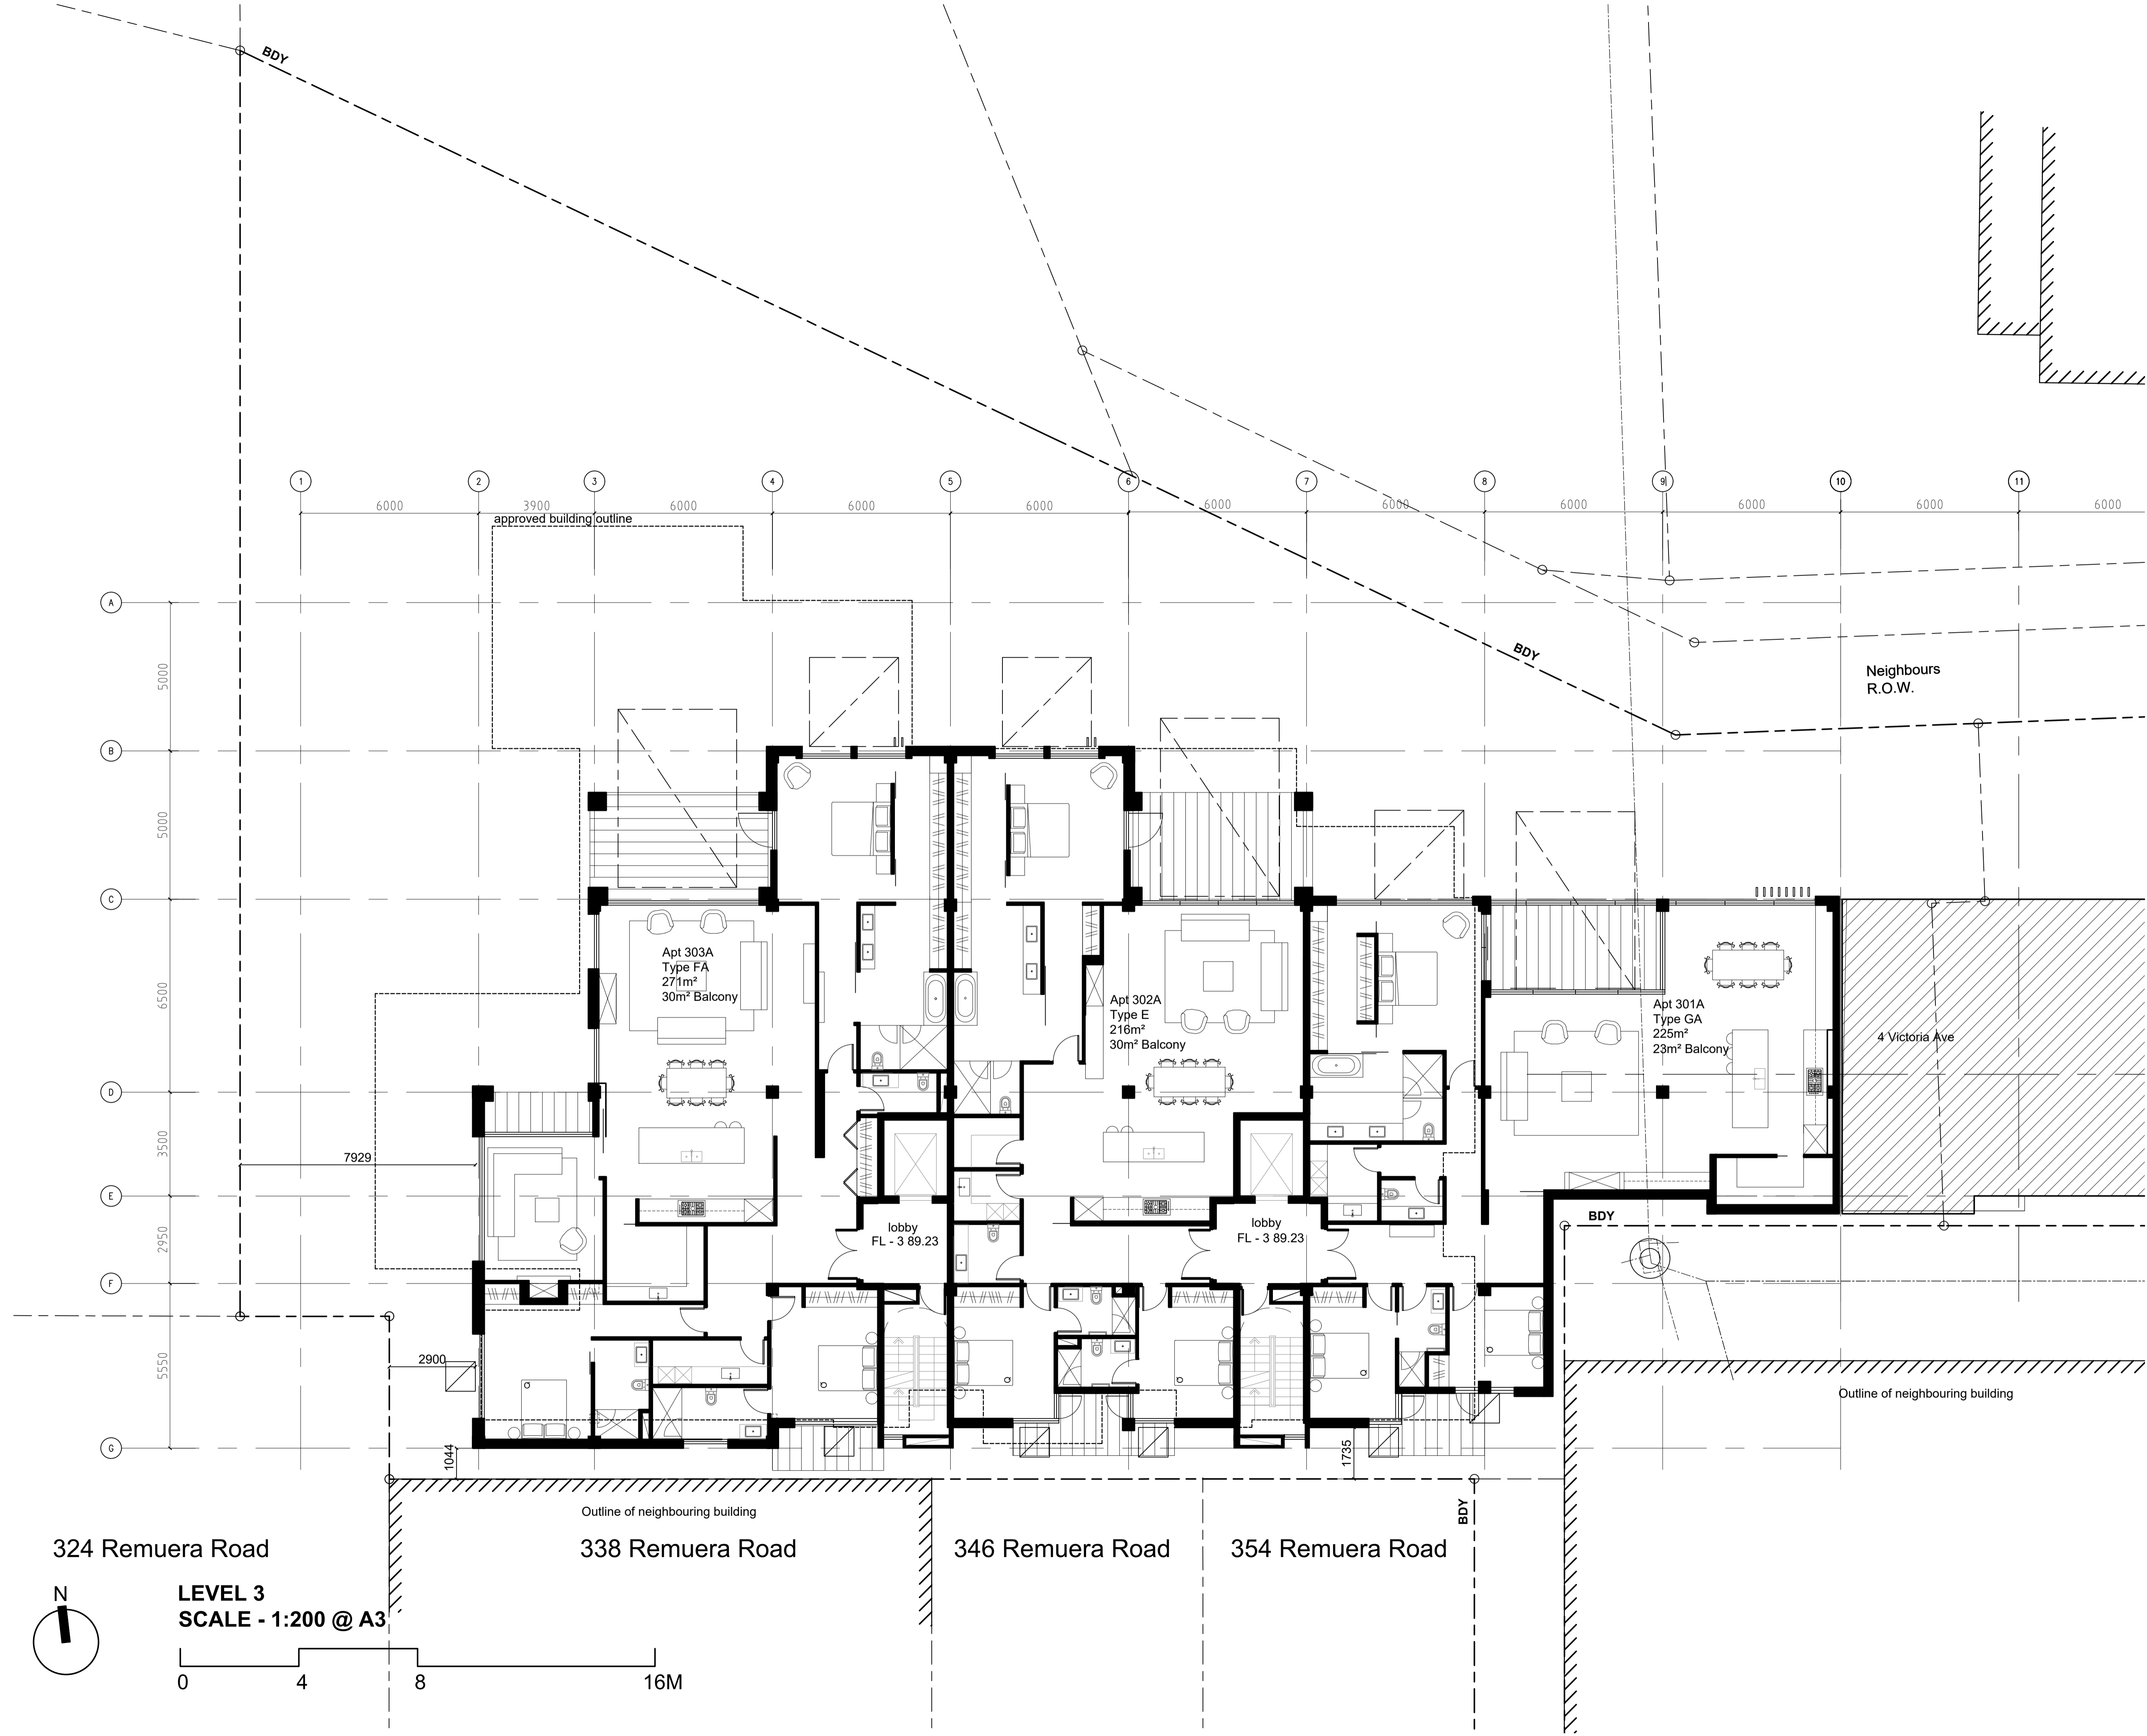 BDY
1
2
3
4
5
6
7
8
9
10
11
6000
3900
6000
6000
6000
6000
6000
6000
6000
6000
6000
approved building outline
A
5000
BDY
Neighbours
R.O.W.
B
5000
C
Apt 303A
Type FA
271m²
30m² Balcony
6500
Apt 302A
Type E
216m²
30m² Balcony
Apt 301A
Type GA
225m²
23m² Balcony
4 Victoria Ave
D
3500
7929
E
lobby
FL - 3 89.23
lobby
FL - 3 89.23
BDY
2950
F
5550
2900
Outline of neighbouring building
G
1044
1735
Outline of neighbouring building
BDY
324 Remuera Road
338 Remuera Road
346 Remuera Road
354 Remuera Road
N
LEVEL 3
SCALE - 1:200 @ A3
0
4
8
16M